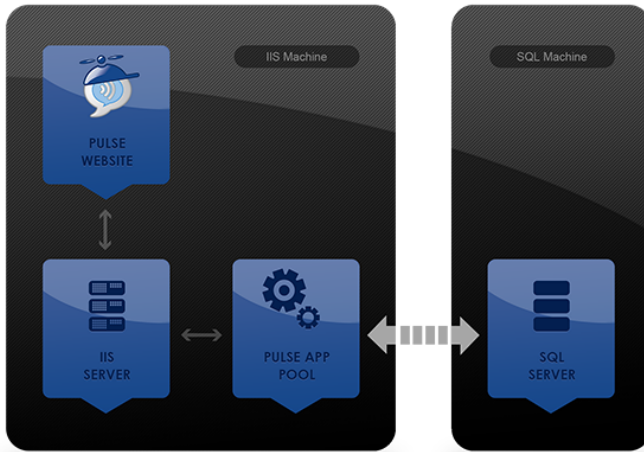 IIS Machine
SQL Machine
PULSE
WEBSITE
IIS
SERVER
PULSE APP
POOL
SQL
SERVER